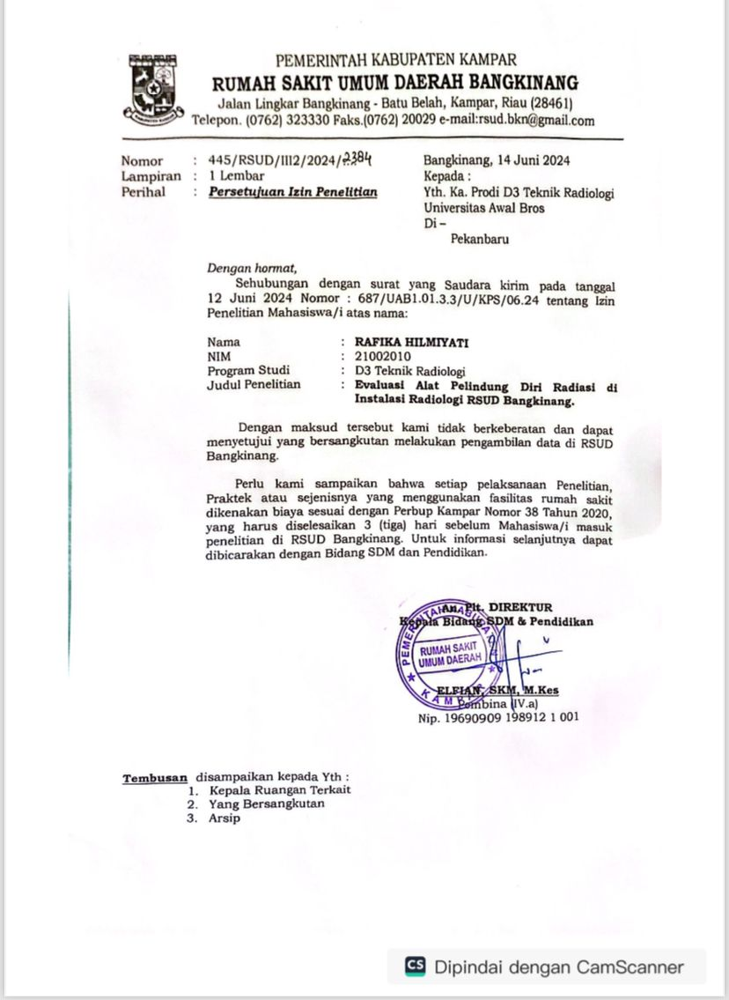 PEMERINTAH KABUPATEN KAMPAR
RUMAH SAKIT UMUM DAERAH BANGKINANG
Jalan Lingkar Bangkinang - Batu Belah, Kampar, Riau (28461)
Telepon. (0762) 323330 Faks.(0762) 20029 e-mail:rsud.bkn@gmail.com
Nomor : 445/RSUD/III2/2024/2384
Lampiran : 1 Lembar
Perihal : Persetujuan Izin Penelitian
Bangkinang, 14 Juni 2024
Kepada :
Yth. Ka. Prodi D3 Teknik Radiologi
Universitas Awal Bros
Di –
Pekanbaru
Dengan hormat,
Sehubungan dengan surat yang Saudara kirim pada tanggal
12 Juni 2024 Nomor : 687/UAB1.01.3.3/U/KPS/06.24 tentang Izin
Penelitian Mahasiswa/i atas nama:
Nama : RAFIKA HILMIYATI
NIM : 21002010
Program Studi : D3 Teknik Radiologi
Judul Penelitian : Evaluasi Alat Pelindung Diri Radiasi di
Instalasi Radiologi RSUD Bangkinang.
Dengan maksud tersebut kami tidak berkeberatan dan dapat
menyetujui yang bersangkutan melakukan pengambilan data di RSUD
Bangkinang.
Perlu kami sampaikan bahwa setiap pelaksanaan Penelitian,
Praktek atau sejenisnya yang menggunakan fasilitas rumah sakit
dikenakan biaya sesuai dengan Perbup Kampar Nomor 38 Tahun 2020,
yang harus diselesaikan 3 (tiga) hari sebelum Mahasiswa/i masuk
penelitian di RSUD Bangkinang. Untuk informasi selanjutnya dapat
dibicarakan dengan Bidang SDM dan Pendidikan.
An. Plt. DIREKTUR
Kepala Bidang SDM & Pendidikan
PEMERINTAH KABUPATEN
RUMAH SAKIT
UMUM DAERAH
KAMPAR
ELFIAN, SKM, M.Kes
Pembina (IV.a)
Nip. 19690909 198912 1 001
Tembusan disampaikan kepada Yth :
1. Kepala Ruangan Terkait
2. Yang Bersangkutan
3. Arsip
CS Dipindai dengan CamScanner